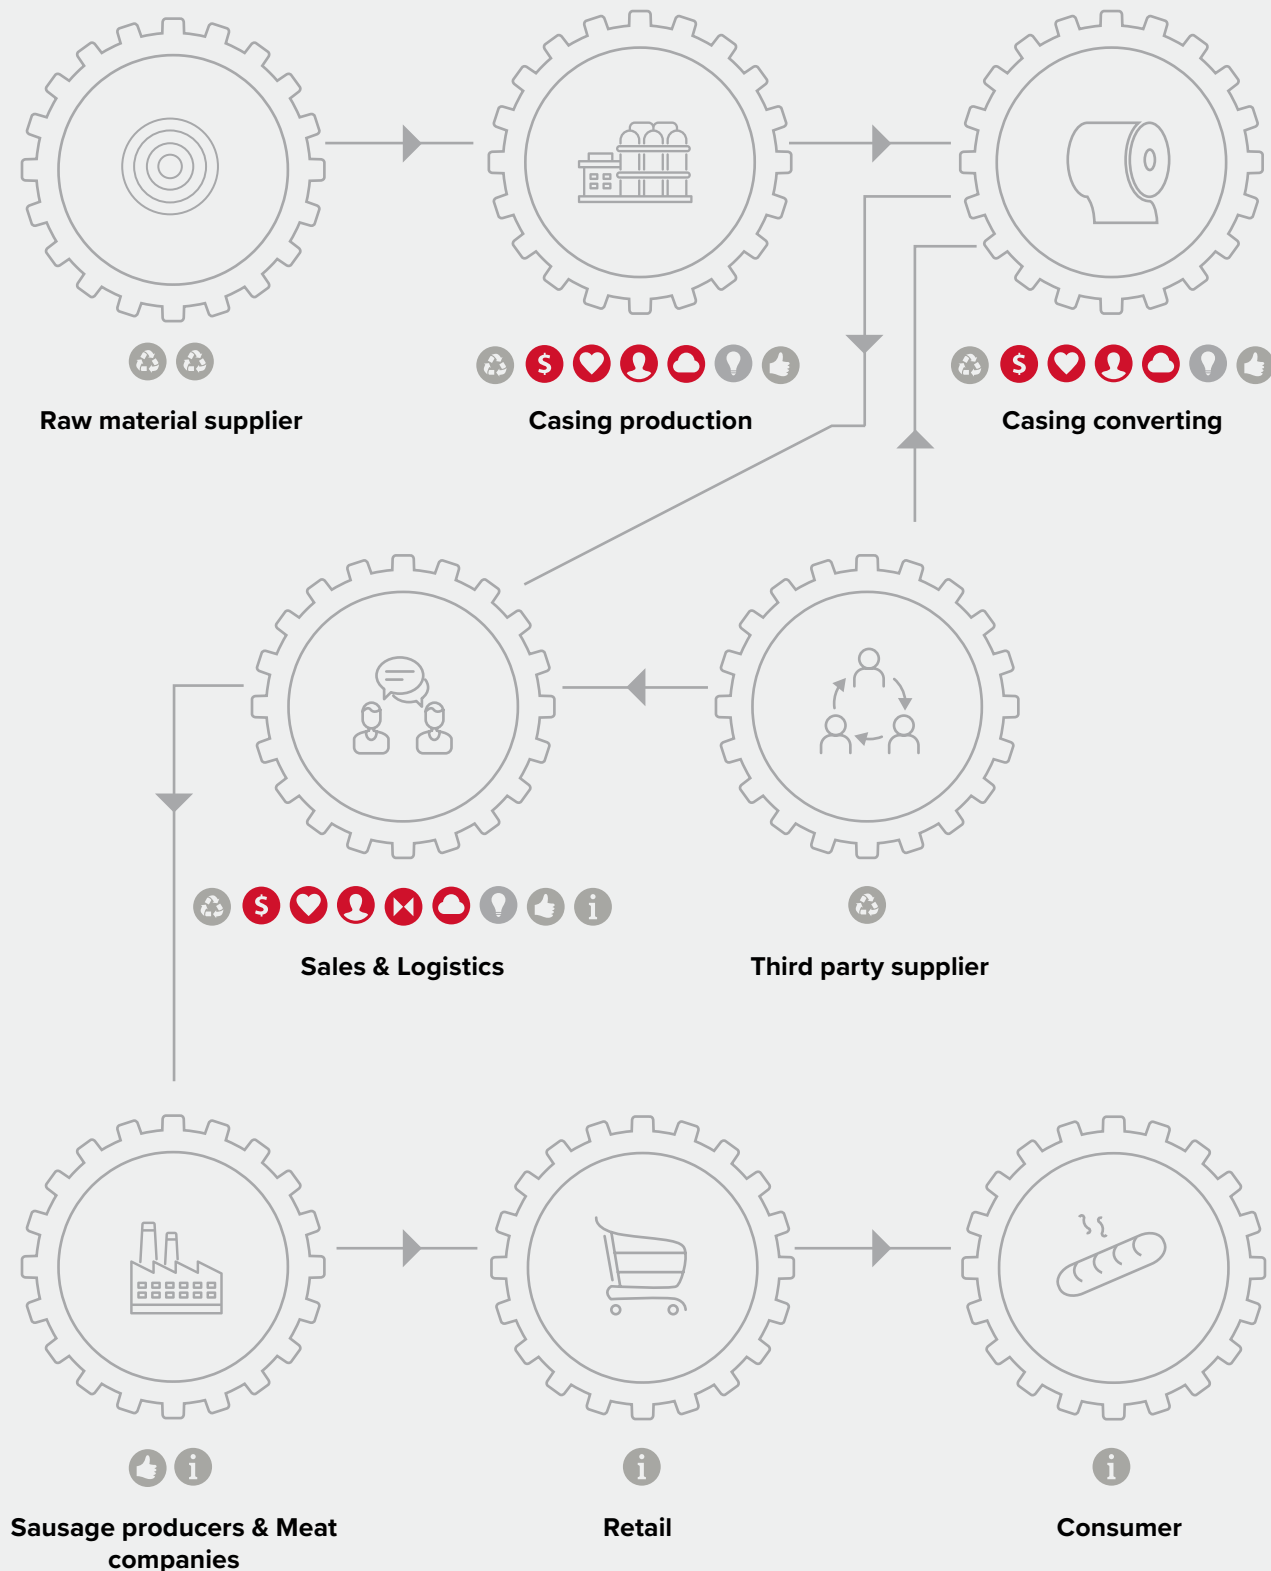 Raw material supplier
Casing production
Casing converting
Sales & Logistics
Third party supplier
Sausage producers & Meat
companies
Retail
Consumer